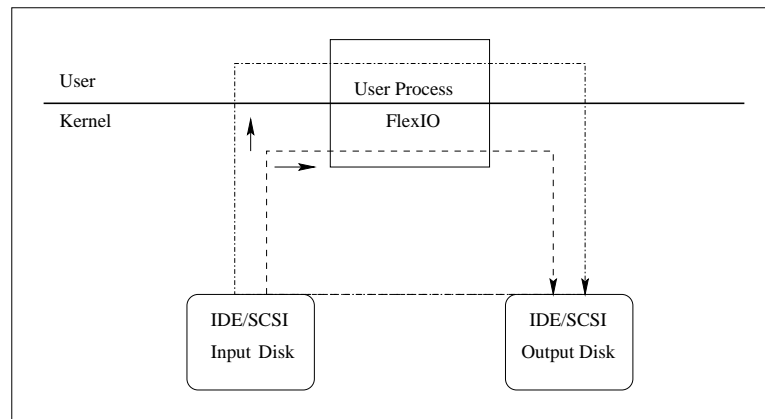 User
User Process
Kernel
FlexIO
IDE/SCSI
Input Disk
IDE/SCSI
Output Disk